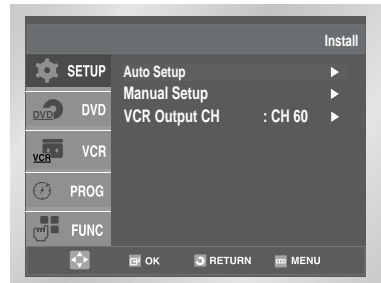 Install
SETUP
Auto Setup
Manual Setup
DVD
DVD
VCR Output CH : CH 60
VCR
VCR
PROG
FUNC
OK RETURN MENU